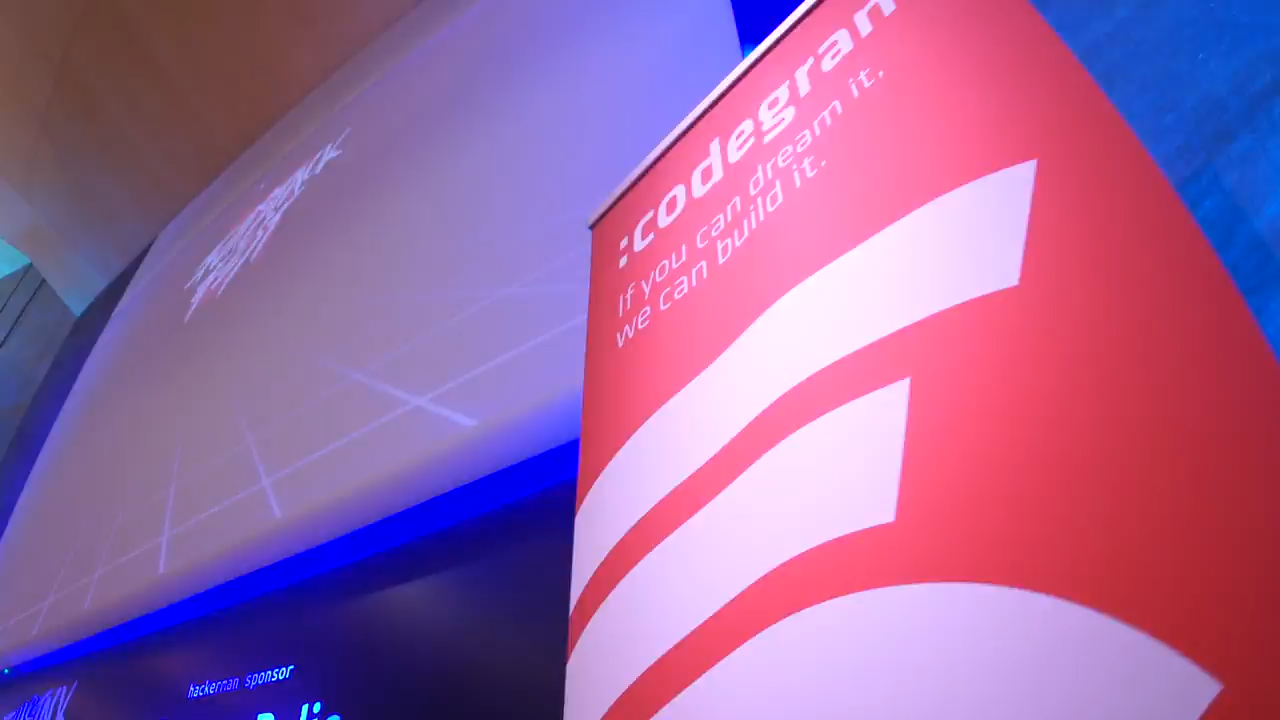 :codegran
If you can dream it,
we can build it.
hackerman sponsor